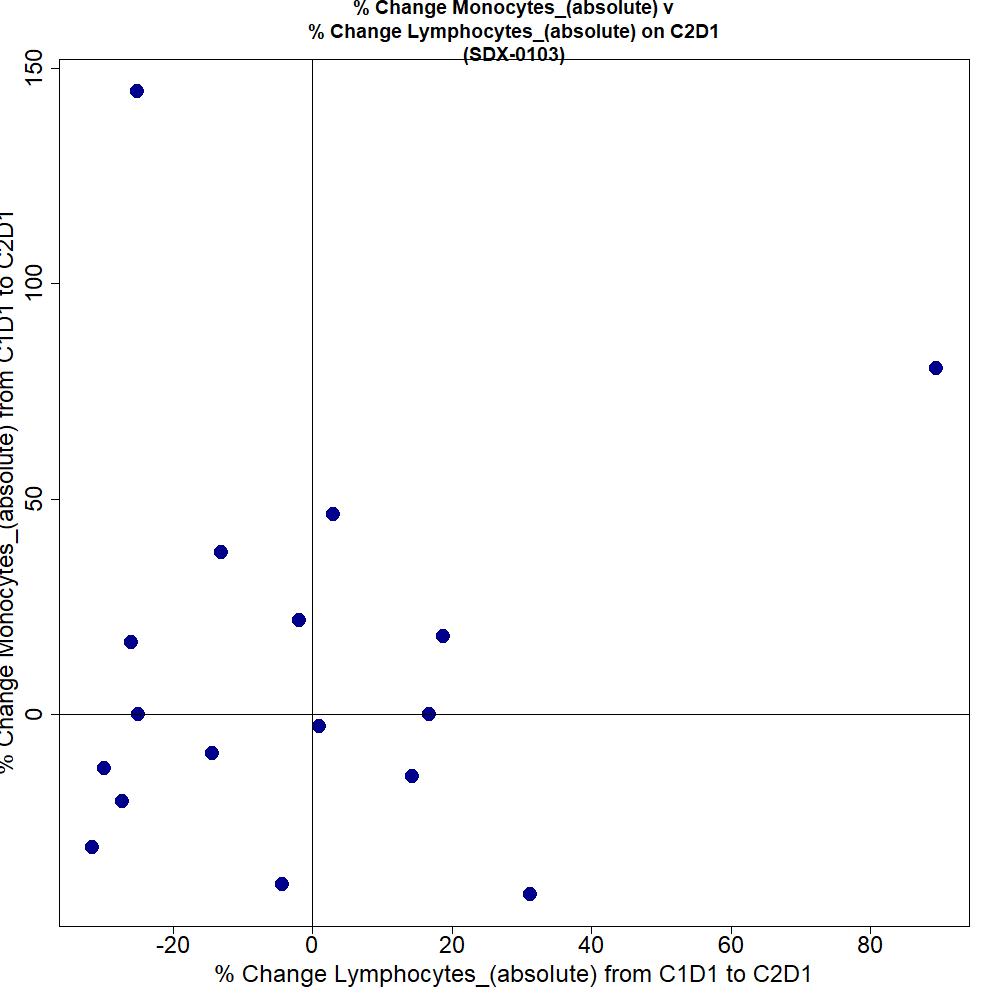 % Change Monocytes_(absolute) v
% Change Lymphocytes_(absolute) on C2D1
(SDX-0103)
% Change Monocytes_(absolute) from C1D1 to C2D1
150
100
50
0
-20
0
20
40
60
80
% Change Lymphocytes_(absolute) from C1D1 to C2D1